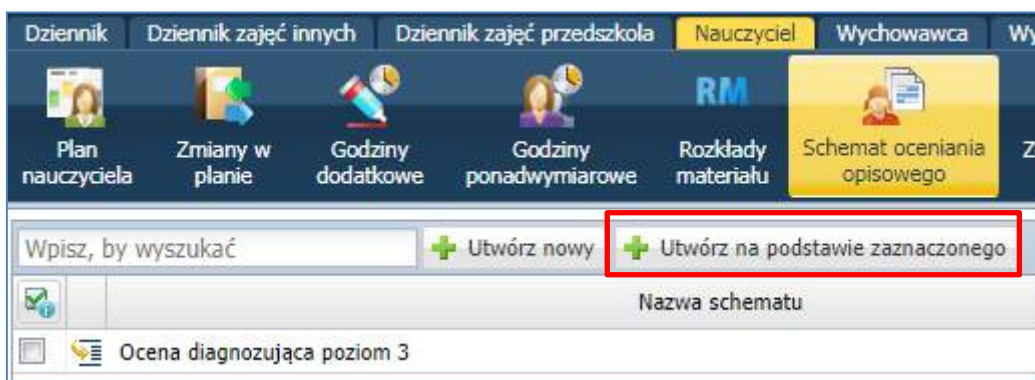 Dziennik Dziennik zajęć innych Dziennik zajęć przedszkola Nauczyciel Wychowawca Wy
RM
Plan nauczyciela
Zmiany w planie
Godziny dodatkowe
Godziny ponadwymiarowe
Rozkłady materiału
Schemat oceniania opisowego
Z
Wpisz, by wyszukać Utwórz nowy Utwórz na podstawie zaznaczonego
Nazwa schematu
Ocena diagnozująca poziom 3